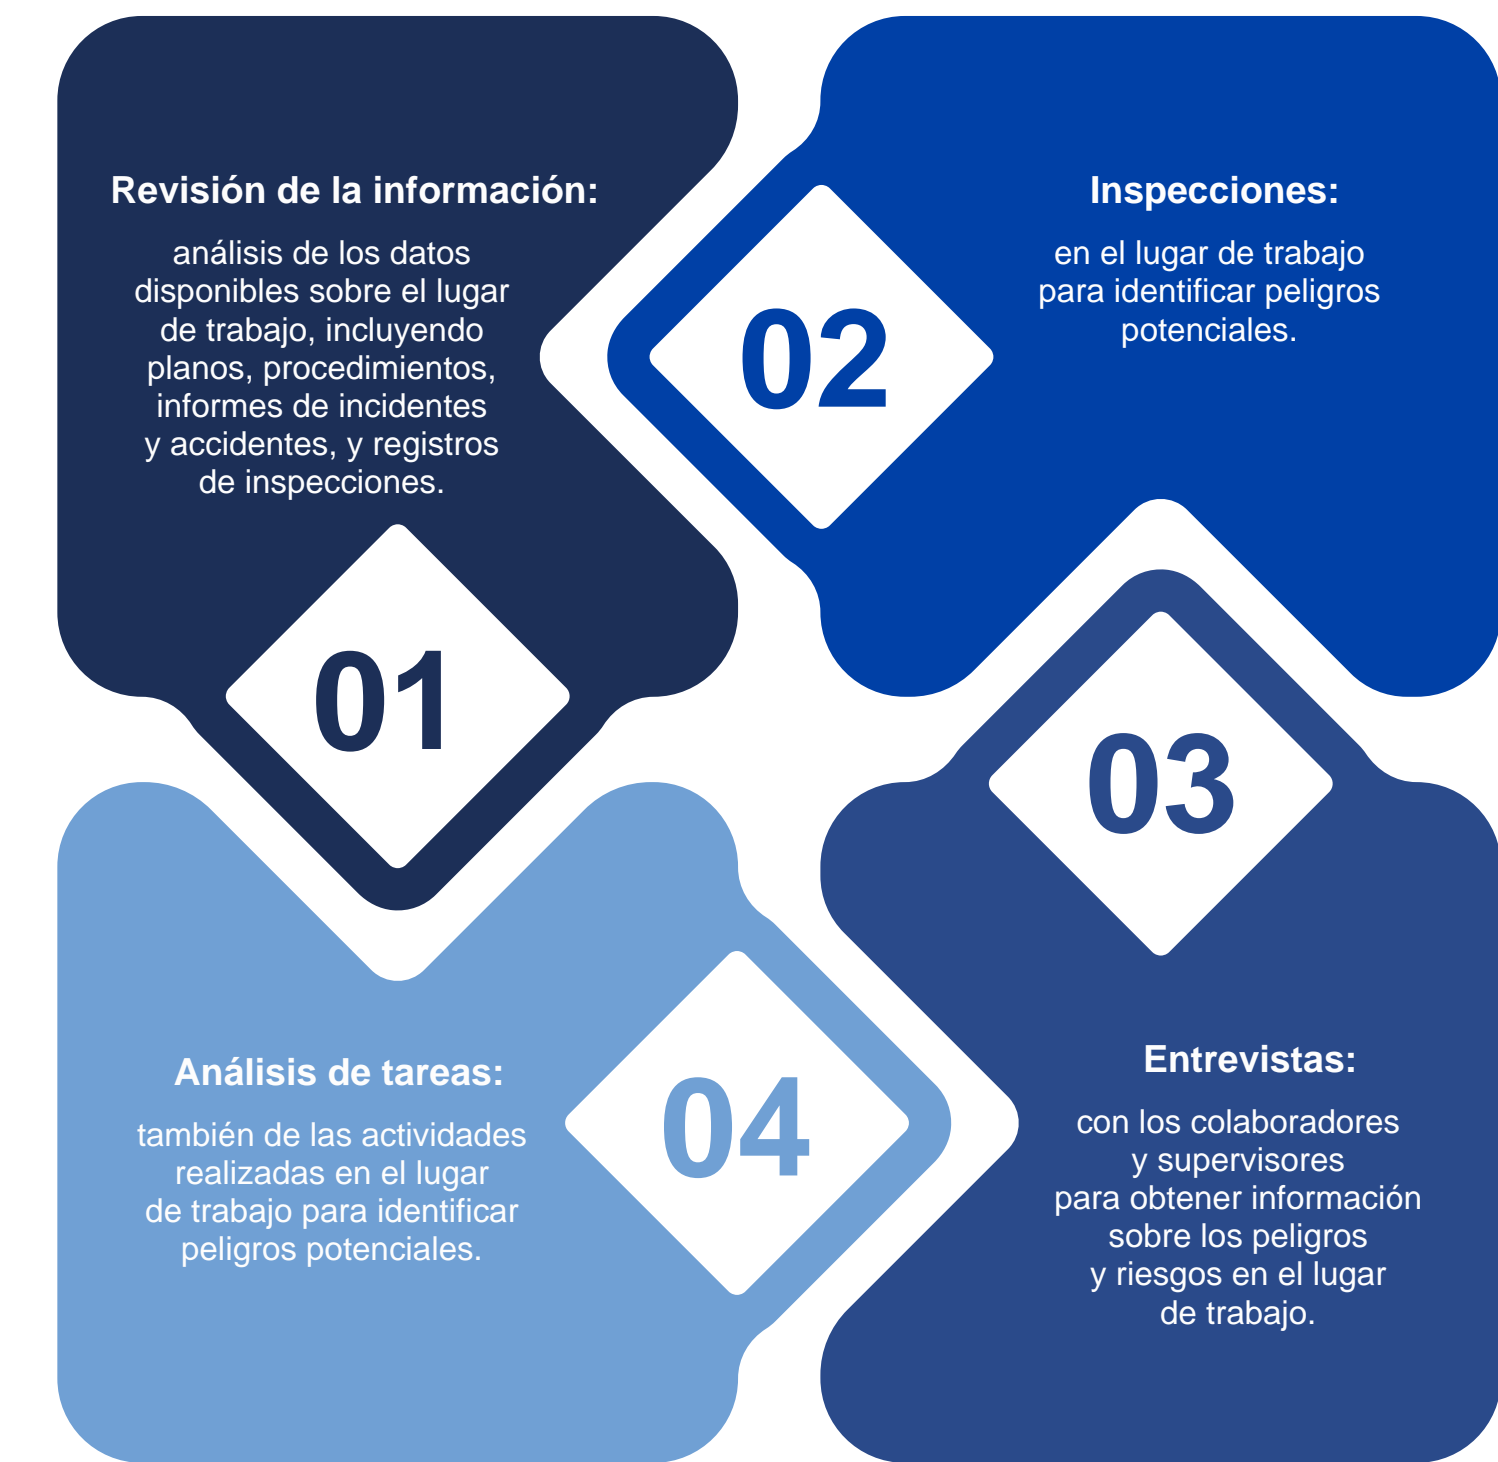 Revisión de la información:
análisis de los datos
disponibles sobre el lugar
de trabajo, incluyendo
planos, procedimientos,
informes de incidentes
y accidentes, y registros
de inspecciones.
01
Inspecciones:
en el lugar de trabajo
para identificar peligros
potenciales.
02
03
Entrevistas:
con los colaboradores
y supervisores
para obtener información
sobre los peligros
y riesgos en el lugar
de trabajo.
Análisis de tareas:
también de las actividades
realizadas en el lugar
de trabajo para identificar
peligros potenciales.
04